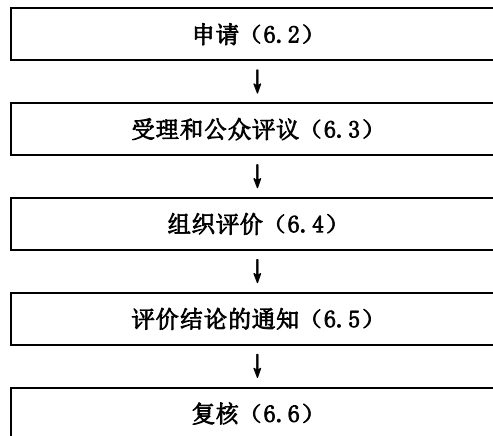 申请（6.2）
受理和公众评议（6.3）
组织评价（6.4）
评价结论的通知（6.5）
复核（6.6）